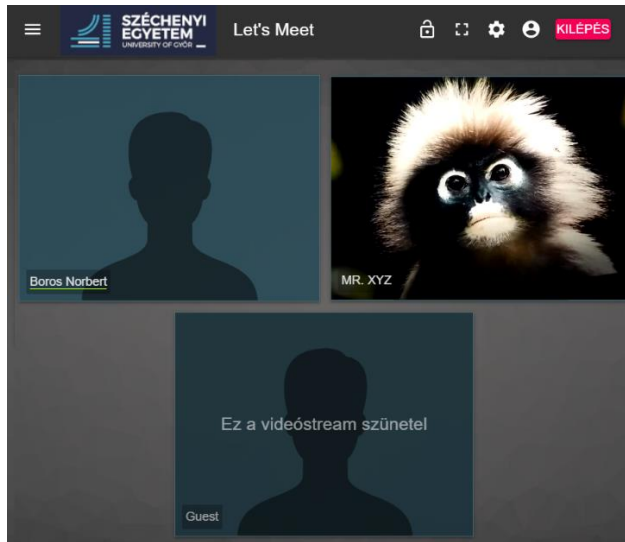 SZÉCHENYI
EGYETEM
UNIVERSITY OF GYŐR
Let's Meet
KILÉPÉS
Boros Norbert
MR. XYZ
Ez a videóstream szünetel
Guest